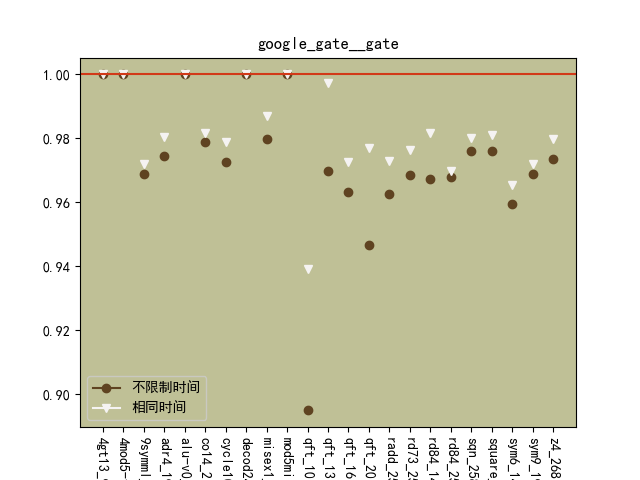 google_gate__gate
1.00
0.98
0.96
0.94
0.92
0.90
不限制时间
相同时间
4mod5-
9symml
adr4_1
alu-v0
co14_2
cycle1
decod2
misex1
mod5mi
qft_10
qft_13
qft_16
qft_20
radd_2
rd73_2
rd84_14
rd84_2
sqn_25
square
sym6_1
sym9_1
z4_268